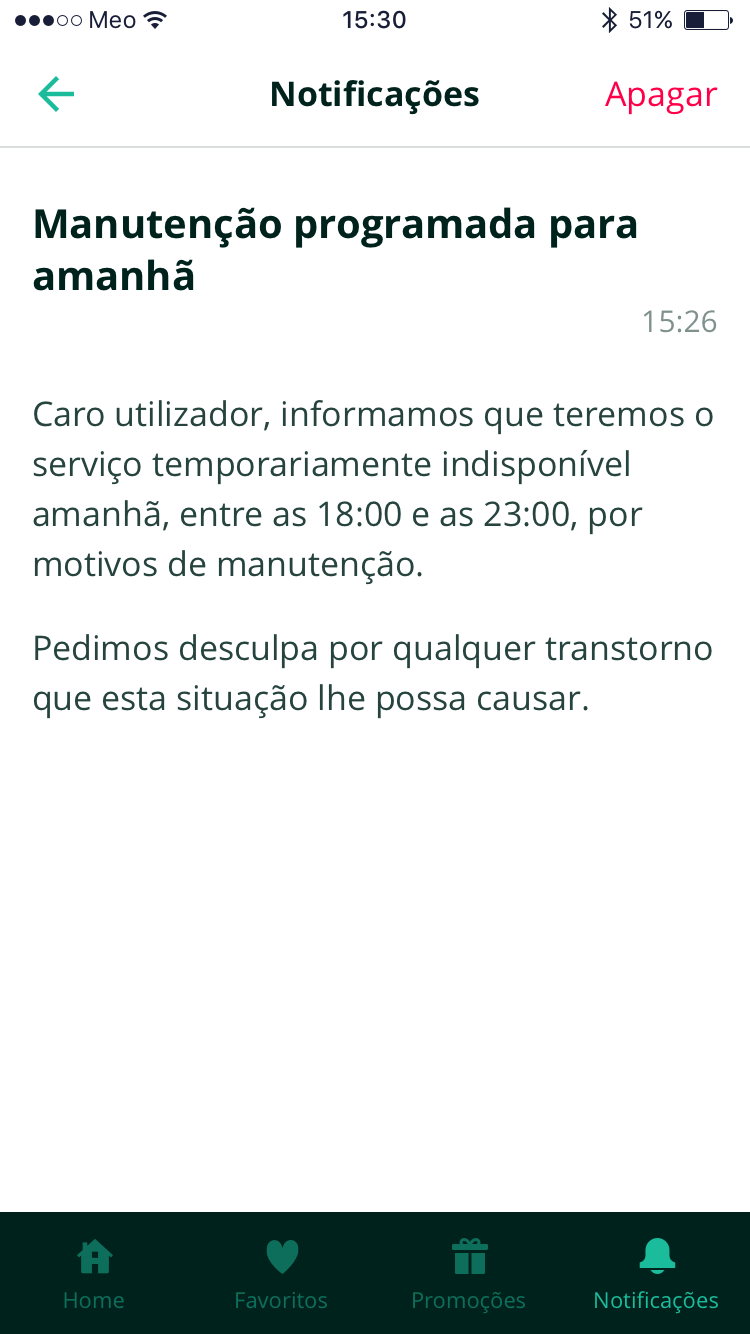 Meo 15:30 51%
Notificações Apagar
Manutenção programada para
amanhã
15:26
Caro utilizador, informamos que teremos o
serviço temporariamente indisponível
amanhã, entre as 18:00 e as 23:00, por
motivos de manutenção.
Pedimos desculpa por qualquer transtorno
que esta situação lhe possa causar.
Home Favoritos Promoções Notificações